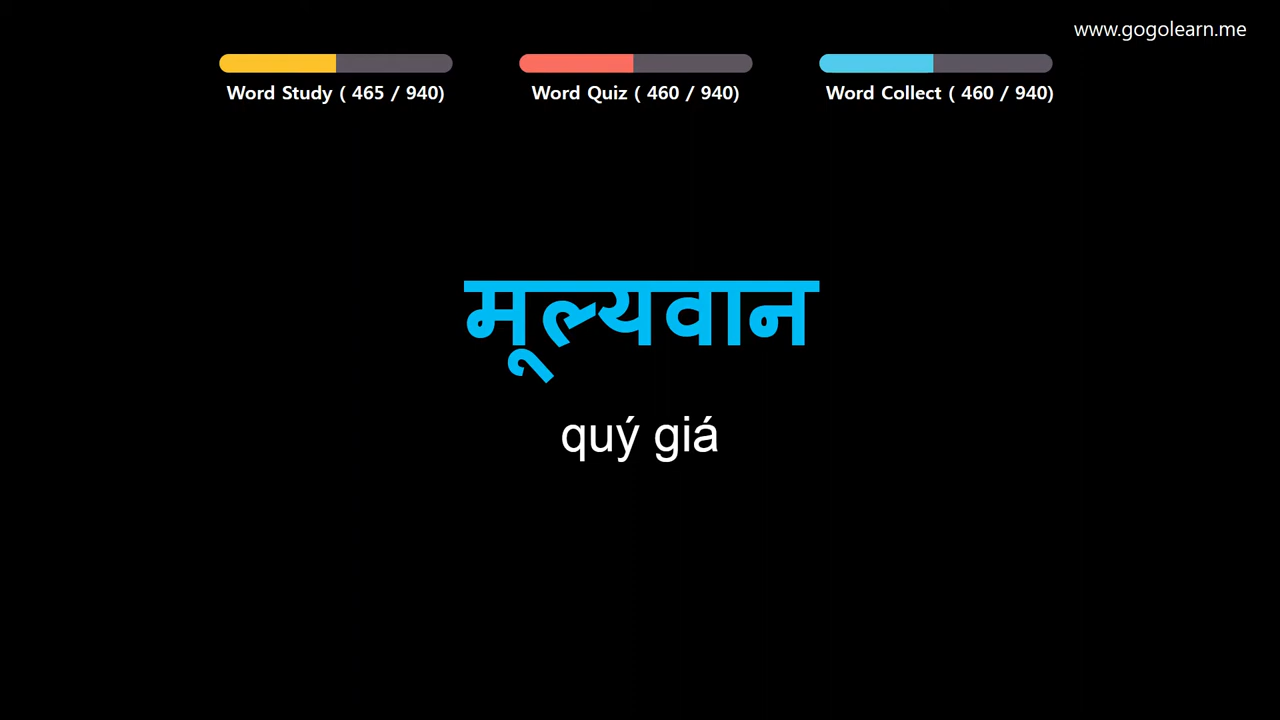 www.gogolearn.me
Word Study ( 465 / 940)
Word Quiz ( 460 / 940)
Word Collect ( 460 / 940)
मूल्यवान
quý giá